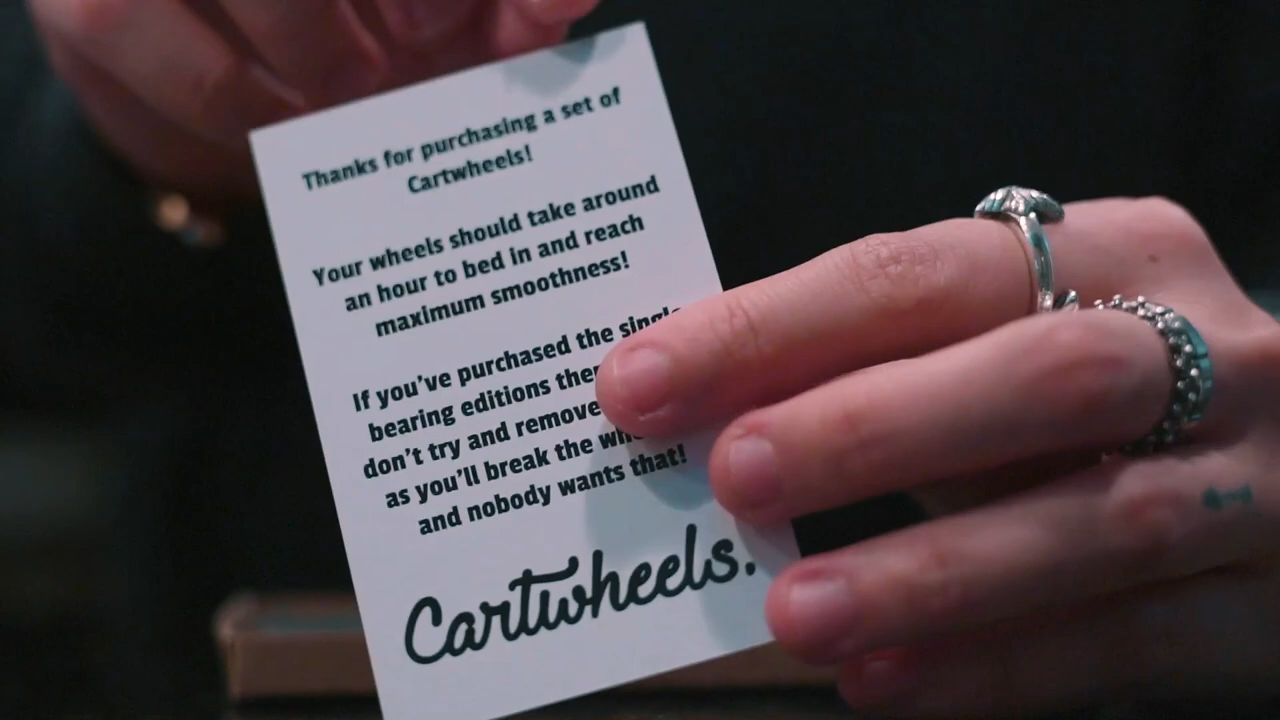 Thanks for purchasing a set of
Cartwheels!
Your wheels should take around
an hour to bed in and reach
maximum smoothness!
If you've purchased the single
bearing editions then
don't try and remove
as you'll break the
and nobody wants that!
Cartwheels.